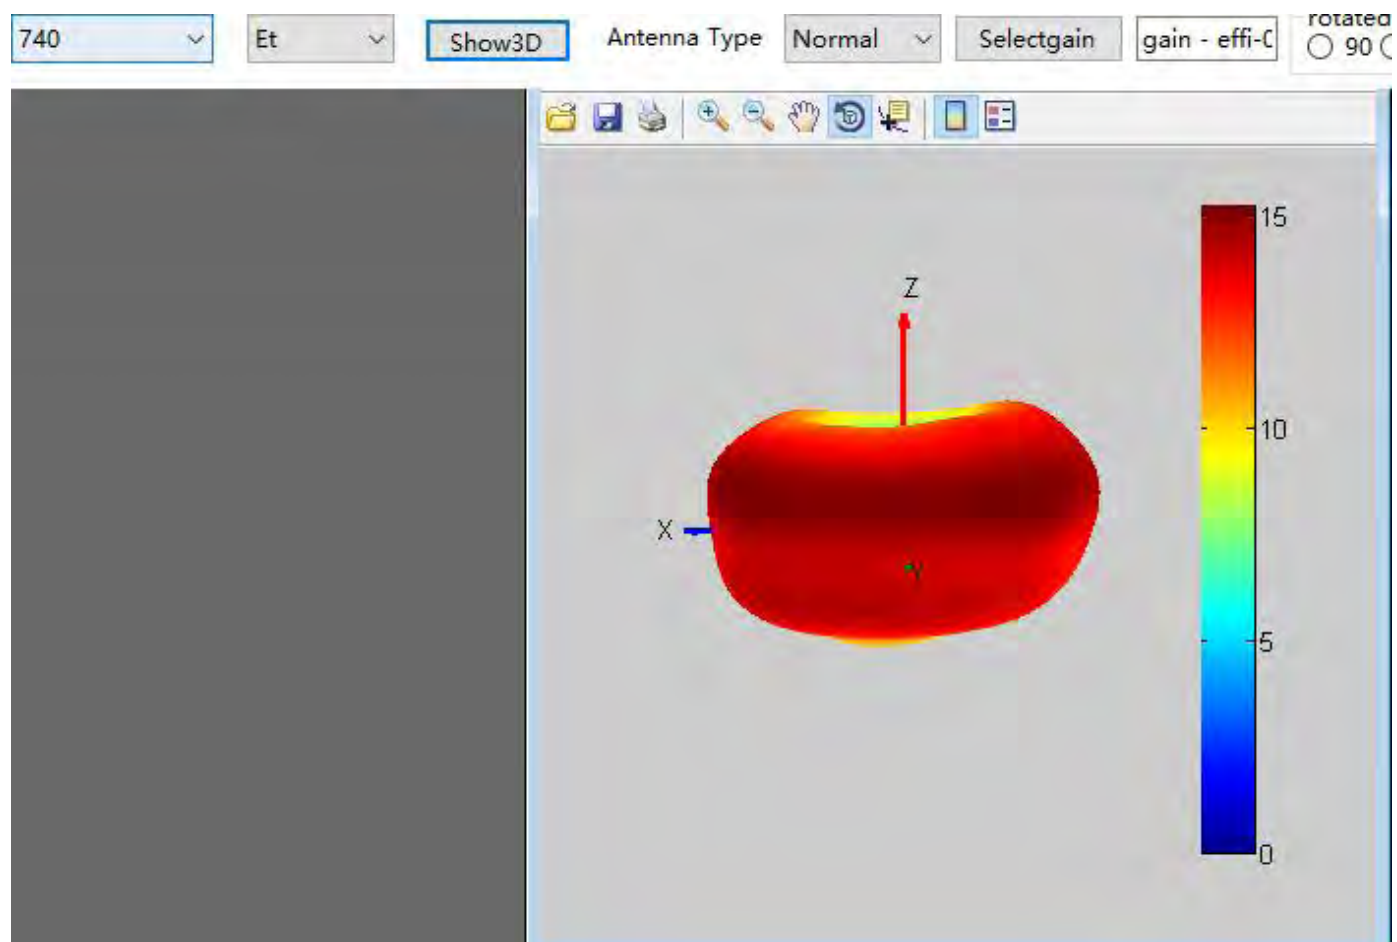 rotated
740
Et
Show3D
Antenna Type
Normal
Selectgain
gain - effi-
90
15
Z
10
X
Y
5
0